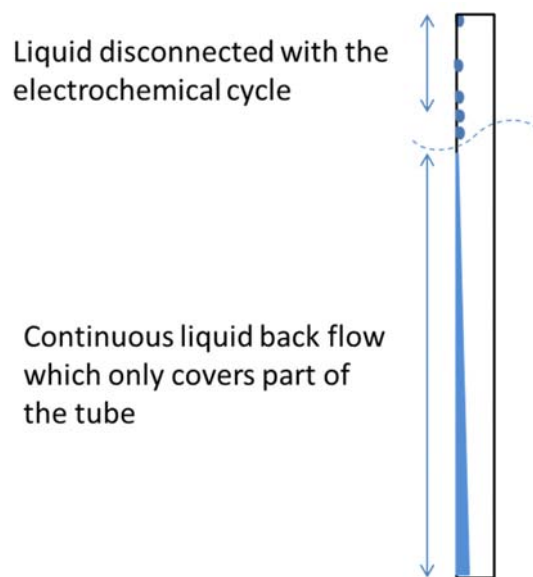 Liquid disconnected with the
electrochemical cycle
Continuous liquid back flow
which only covers part of
the tube